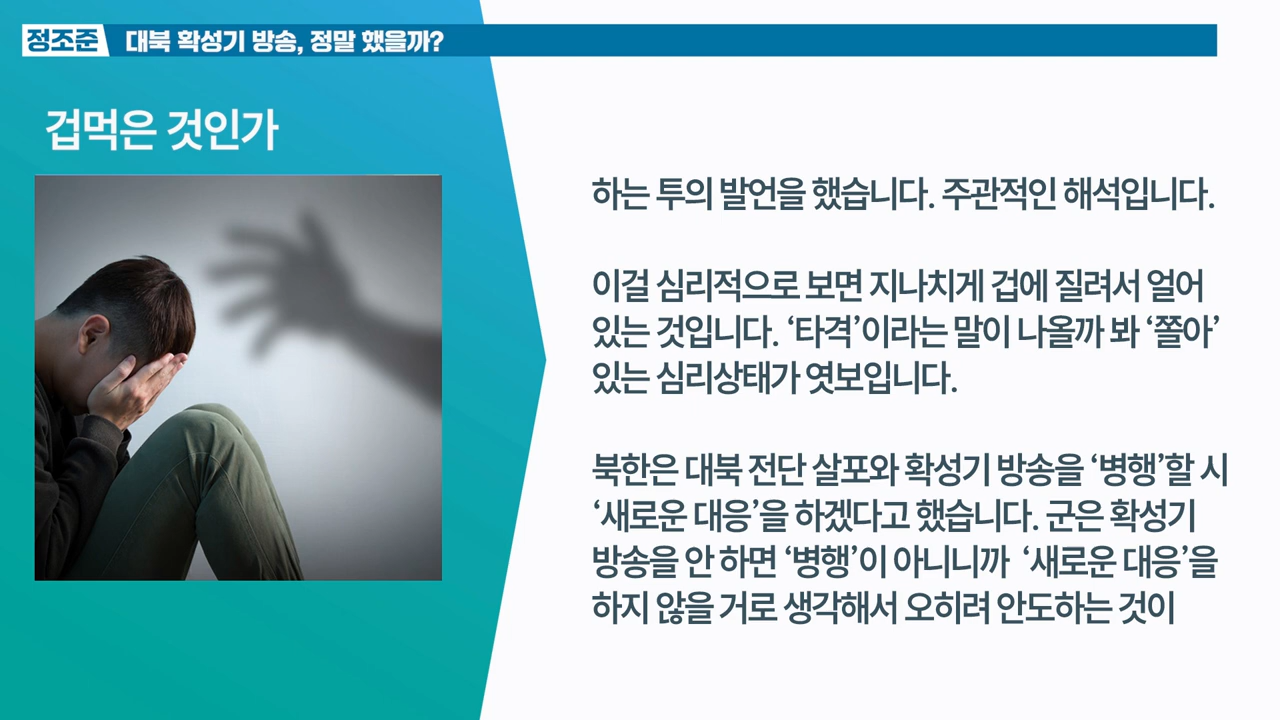 정조준 대북 확성기 방송, 정말 했을까?
겁먹은 것인가
하는 투의 발언을 했습니다. 주관적인 해석입니다.
이걸 심리적으로 보면 지나치게 겁에 질려서 얼어
있는 것입니다. ‘타격’이라는 말이 나올까 봐 ‘쫄아’
있는 심리상태가 엿보입니다.
북한은 대북 전단 살포와 확성기 방송을 ‘병행’할 시
‘새로운 대응’을 하겠다고 했습니다. 군은 확성기
방송을 안 하면 ‘병행’이 아니니까 ‘새로운 대응’을
하지 않을 거로 생각해서 오히려 안도하는 것이